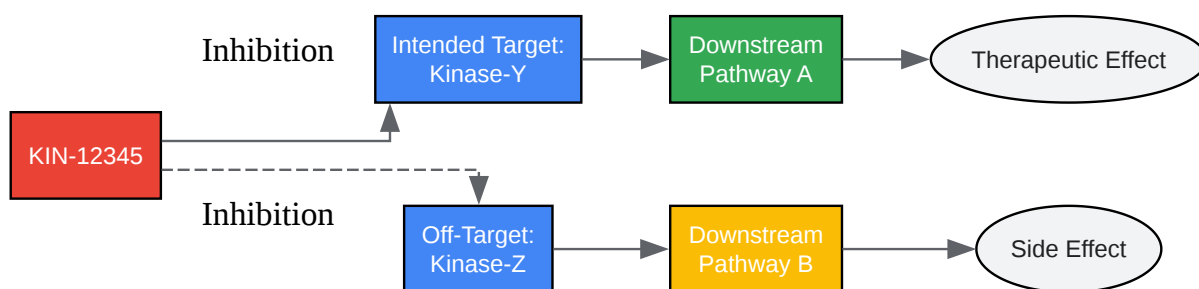 Inhibition
Intended Target:
Kinase-Y
Downstream
Pathway A
Therapeutic Effect
KIN-12345
Inhibition
Off-Target:
Kinase-Z
Downstream
Pathway B
Side Effect